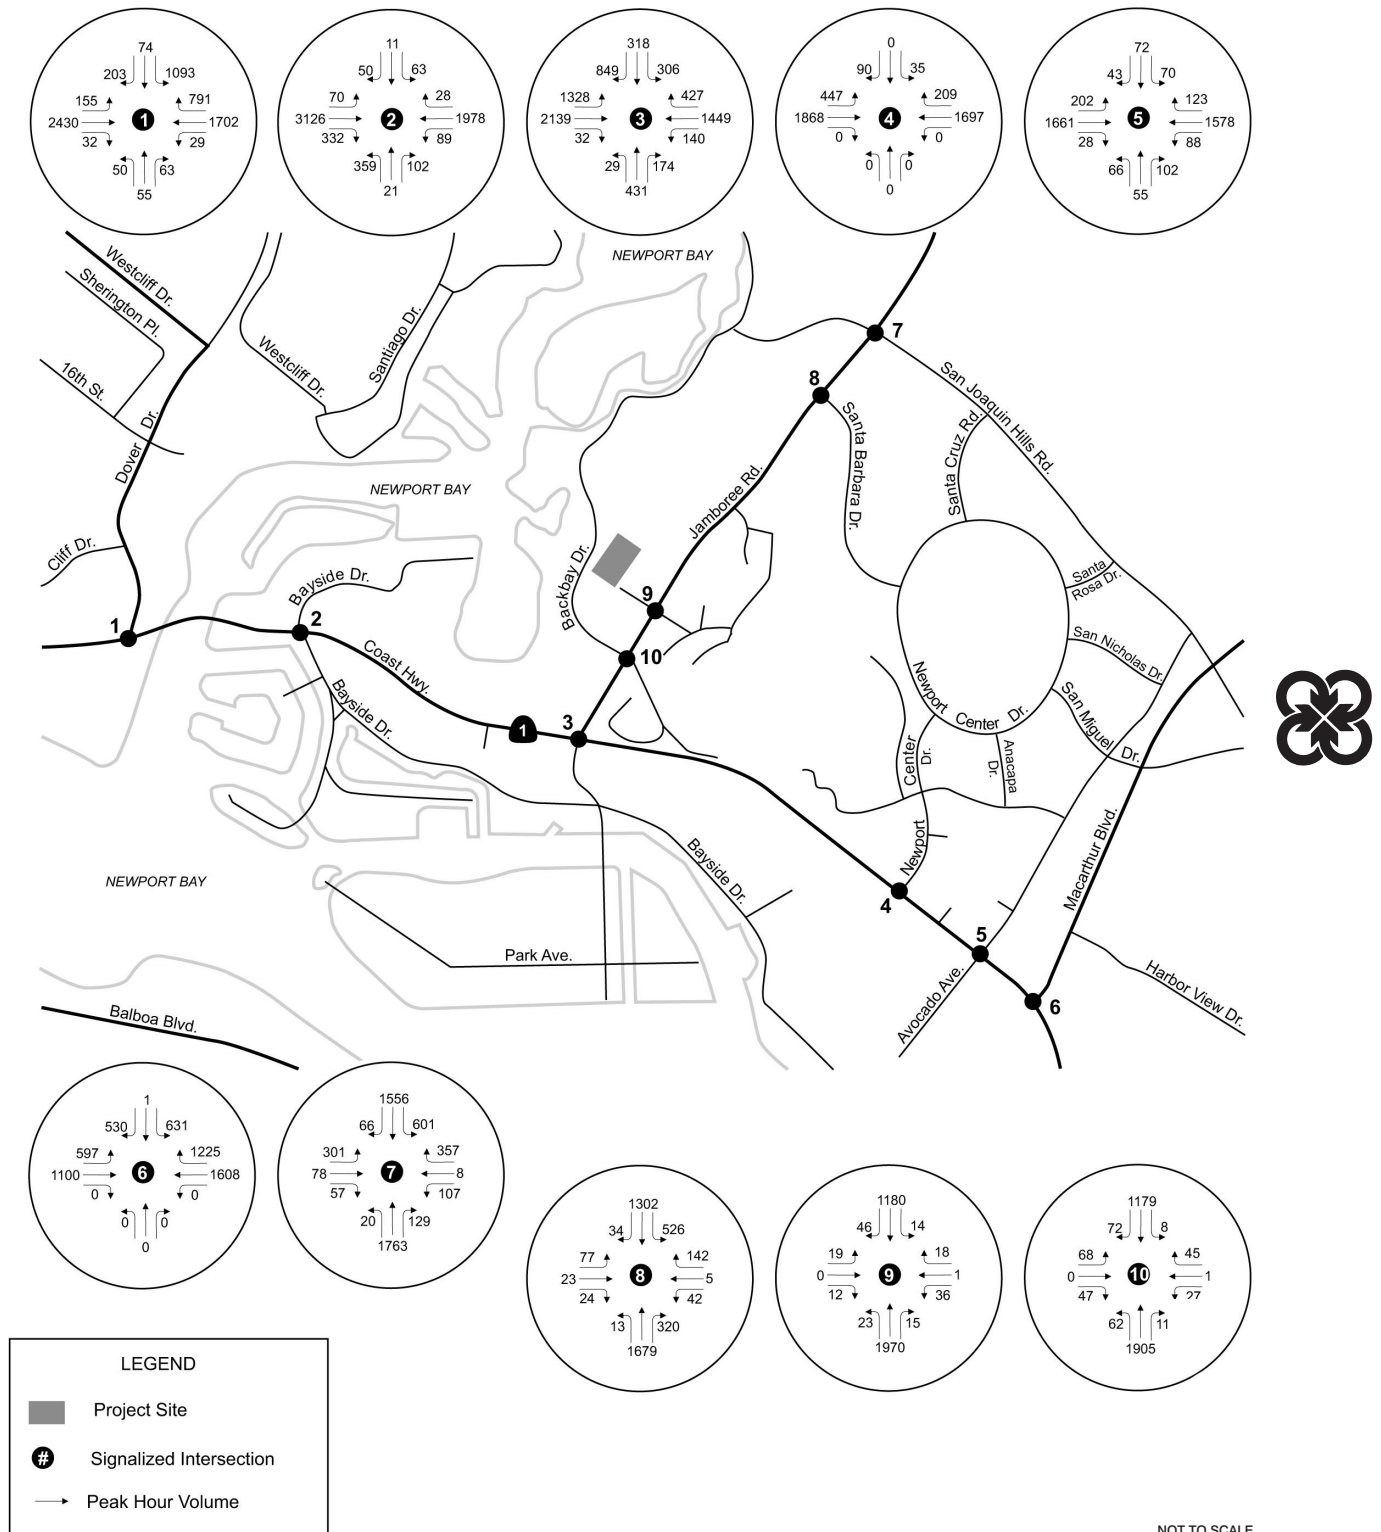 74
203 1093
155 791
2430 1 1702
32 29
50 63
55
11
50 63
70 28
3126 2 1978
332 89
359 102
21
318
849 306
1328 427
2139 3 1449
32 140
29 174
431
0
90 35
447 209
1868 4 1697
0 0
0 0
0
72
43 70
202 123
1661 5 1578
28 88
66 102
55
NEWPORT BAY
Westcliff Dr.
Sherington Pl.
16th St.
Dover Dr.
Cliff Dr.
Westcliff Dr.
Santiago Dr.
NEWPORT BAY
7
8
San Joaquin Hills Rd.
Santa Cruz Rd.
Santa Barbara Dr.
Jamboree Rd.
Backbay Dr.
Bayside Dr.
1
2
9
10
3
1
Coast Hwy.
Bayside Dr.
Santa
Rosa Dr.
San Nicholas Dr.
San Miguel Dr.
Newport Center Dr.
Center
Dr.
Newport
Anacapa
Dr.
Macarthur Blvd.
Bayside Dr.
4
5
6
Avocado Ave.
Harbor View Dr.
NEWPORT BAY
Park Ave.
Balboa Blvd.
1
530 631
597 1225
1100 6 1608
0 0
0 0
0
1556
66 601
301 357
78 7 8
57 107
20 129
1763
1302
34 526
77 142
23 8 5
24 42
13 320
1679
1180
46 14
19 18
0 9 1
12 36
23 15
1970
1179
72 8
68 45
0 10 1
47 27
62 11
1905
LEGEND
Project Site
# Signalized Intersection
Peak Hour Volume
NOT TO SCALE